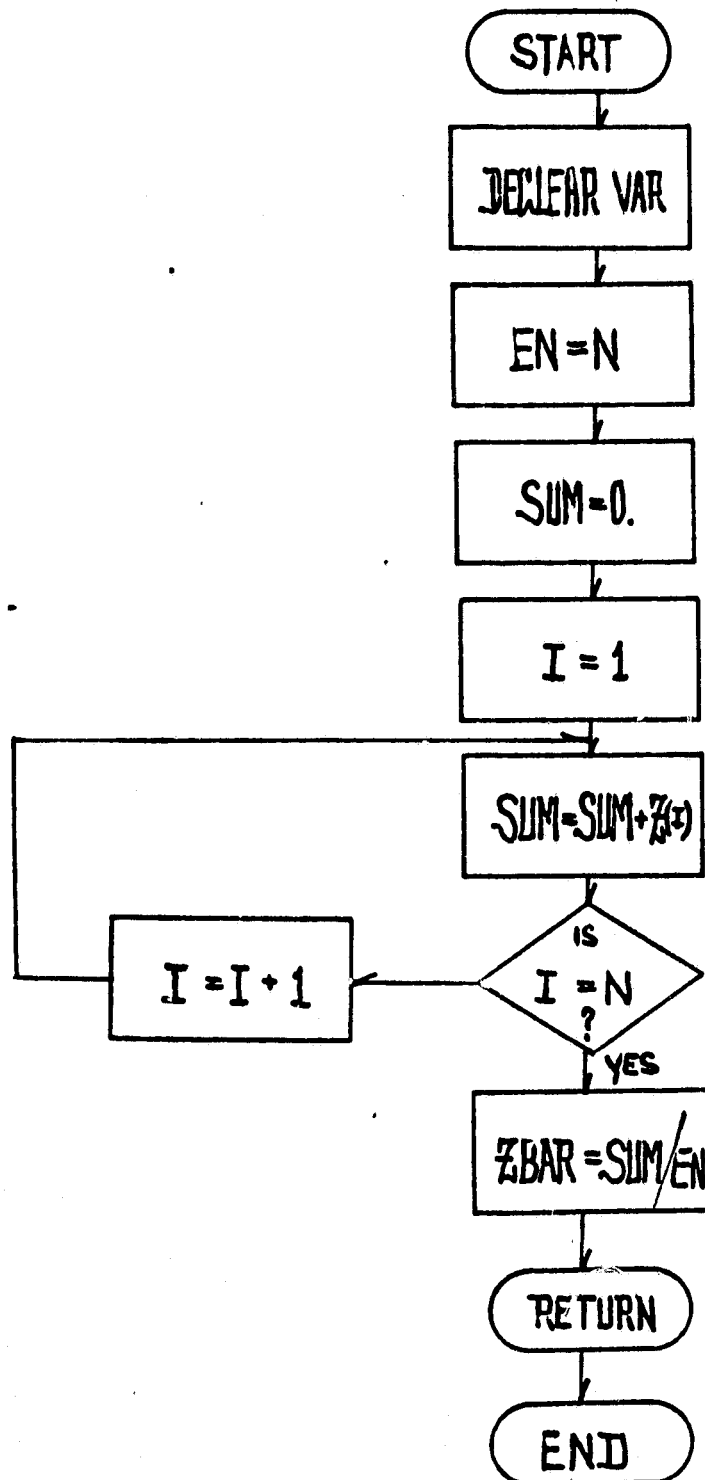 START
DECLEAR VAR
EN = N
SUM = 0.
I = 1
SUM = SUM + Z(I)
IS
I = N
?
I = I + 1
YES
ZBAR = SUM / EN
RETURN
END